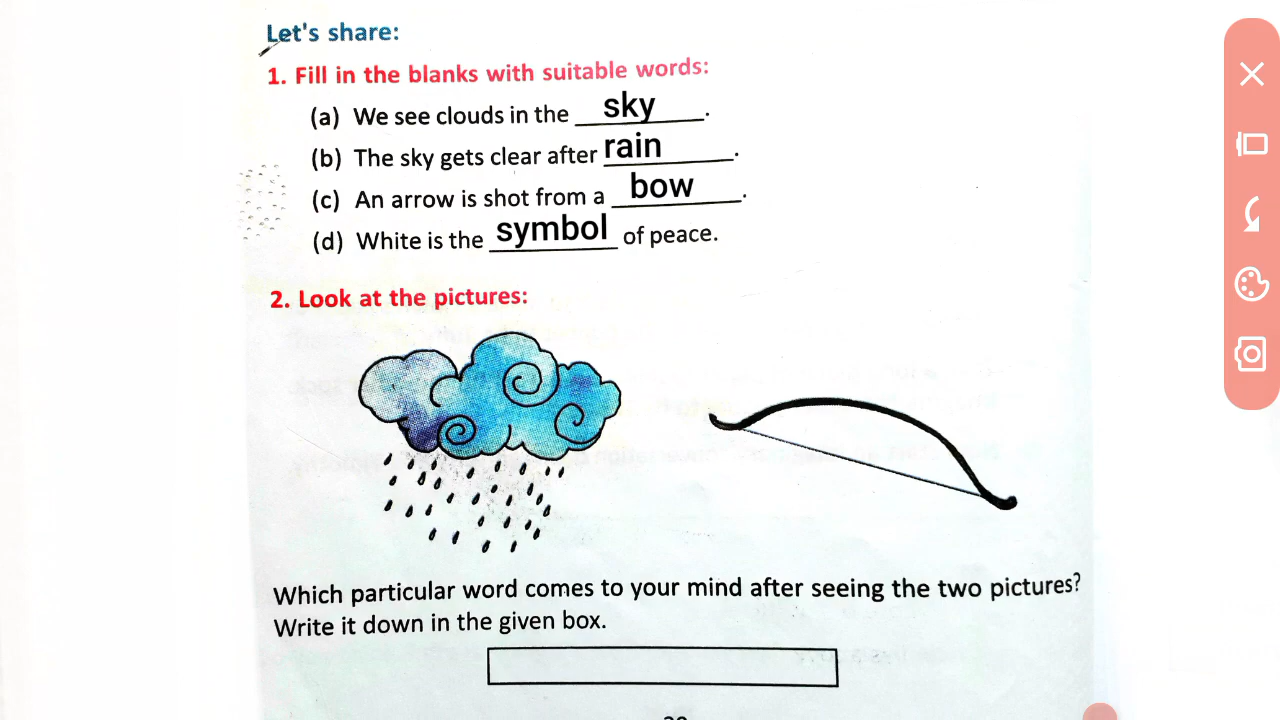 Let's share:
1. Fill in the blanks with suitable words:
(a) We see clouds in the sky.
(b) The sky gets clear after rain.
(c) An arrow is shot from a bow.
(d) White is the symbol of peace.
2. Look at the pictures:
Which particular word comes to your mind after seeing the two pictures?
Write it down in the given box.